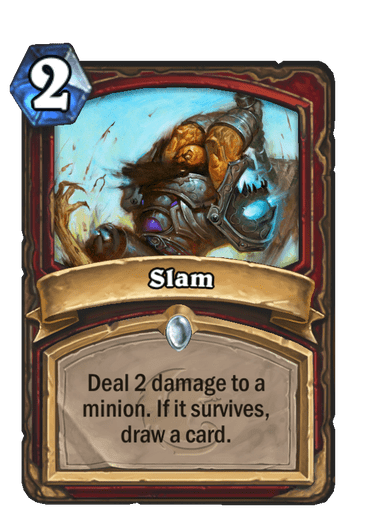 2
Slam
Deal 2 damage to a
minion. If it survives,
draw a card.